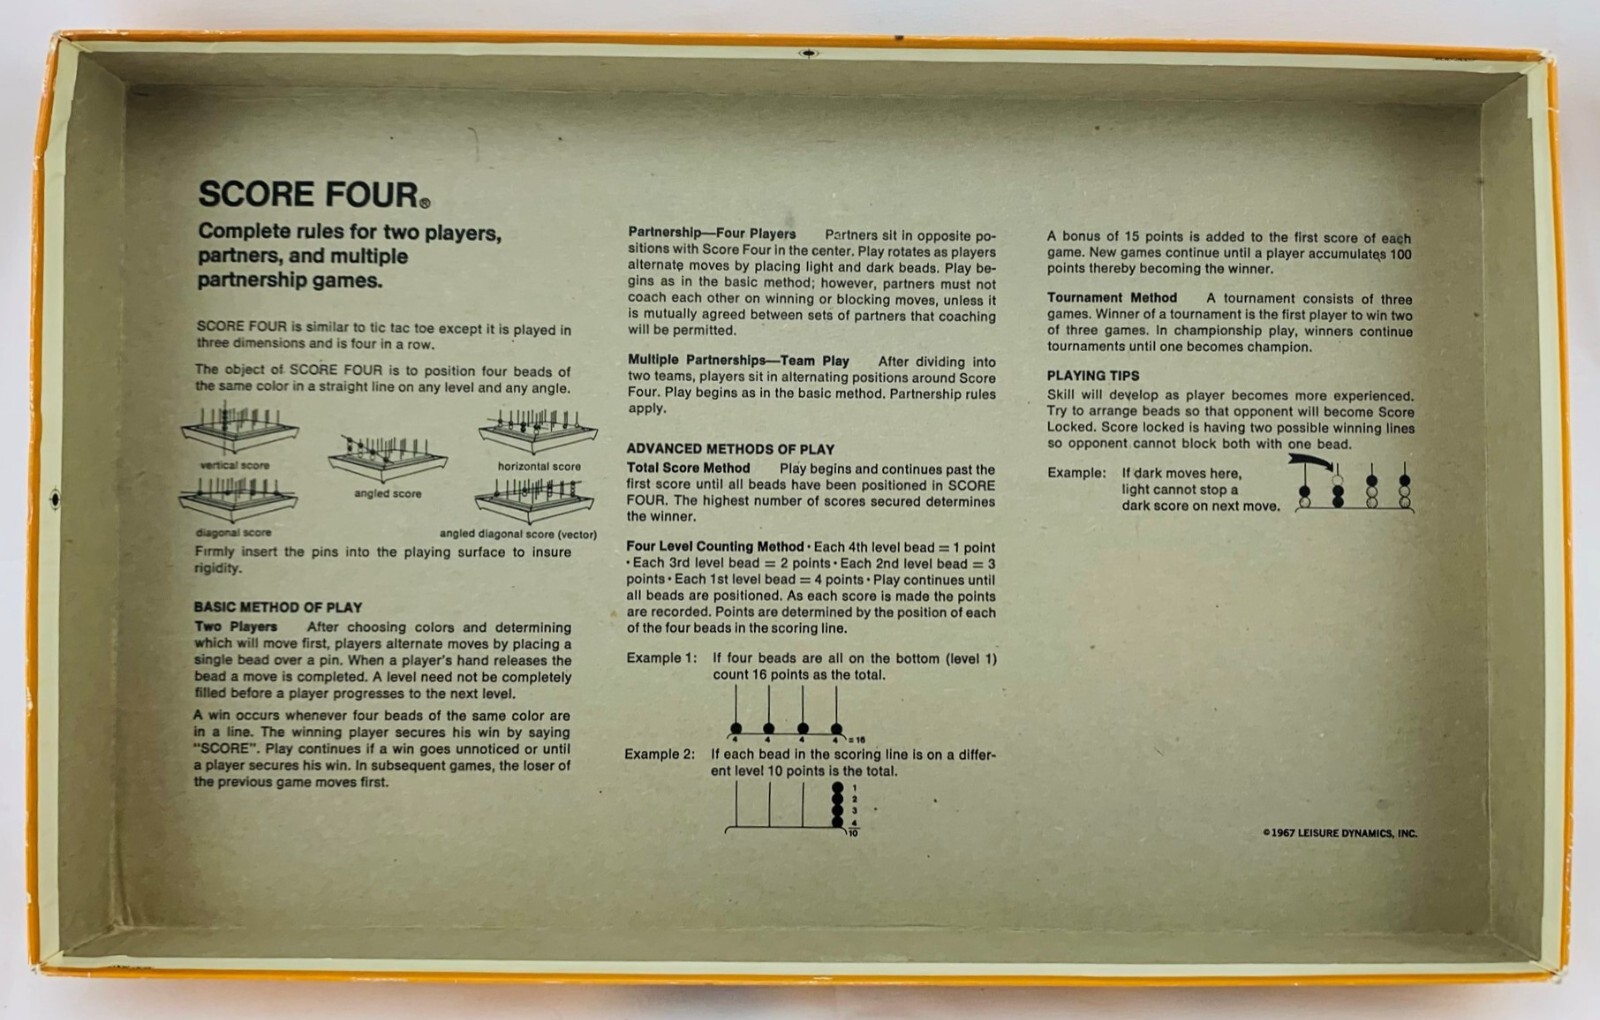 SCORE FOUR®
Complete rules for two players,
partners, and multiple
partnership games.
SCORE FOUR is similar to tic tac toe except it is played in
three dimensions and is four in a row.
The object of SCORE FOUR is to position four beads of
the same color in a straight line on any level and any angle.
vertical score
horizontal score
angled score
diagonal score
angled diagonal score (vector)
Firmly insert the pins into the playing surface to insure
rigidity.
BASIC METHOD OF PLAY
Two Players After choosing colors and determining
which will move first, players alternate moves by placing a
single bead over a pin. When a player's hand releases the
bead a move is completed. A level need not be completely
filled before a player progresses to the next level.
A win occurs whenever four beads of the same color are
in a line. The winning player secures his win by saying
"SCORE". Play continues if a win goes unnoticed or until
a player secures his win. In subsequent games, the loser of
the previous game moves first.
Partnership—Four Players Partners sit in opposite po-
sitions with Score Four in the center. Play rotates as players
alternate moves by placing light and dark beads. Play be-
gins as in the basic method; however, partners must not
coach each other on winning or blocking moves, unless it
is mutually agreed between sets of partners that coaching
will be permitted.
Multiple Partnerships—Team Play After dividing into
two teams, players sit in alternating positions around Score
Four. Play begins as in the basic method. Partnership rules
apply.
ADVANCED METHODS OF PLAY
Total Score Method Play begins and continues past the
first score until all beads have been positioned in SCORE
FOUR. The highest number of scores secured determines
the winner.
Four Level Counting Method • Each 4th level bead = 1 point
• Each 3rd level bead = 2 points • Each 2nd level bead = 3
points • Each 1st level bead = 4 points • Play continues until
all beads are positioned. As each score is made the points
are recorded. Points are determined by the position of each
of the four beads in the scoring line.
Example 1: If four beads are all on the bottom (level 1)
count 16 points as the total.
4 4 4 4 = 16
Example 2: If each bead in the scoring line is on a differ-
ent level 10 points is the total.
1
2
3
4
10
A bonus of 15 points is added to the first score of each
game. New games continue until a player accumulates 100
points thereby becoming the winner.
Tournament Method A tournament consists of three
games. Winner of a tournament is the first player to win two
of three games. In championship play, winners continue
tournaments until one becomes champion.
PLAYING TIPS
Skill will develop as player becomes more experienced.
Try to arrange beads so that opponent will become Score
Locked. Score locked is having two possible winning lines
so opponent cannot block both with one bead.
Example: If dark moves here,
light cannot stop a
dark score on next move.
©1967 LEISURE DYNAMICS, INC.